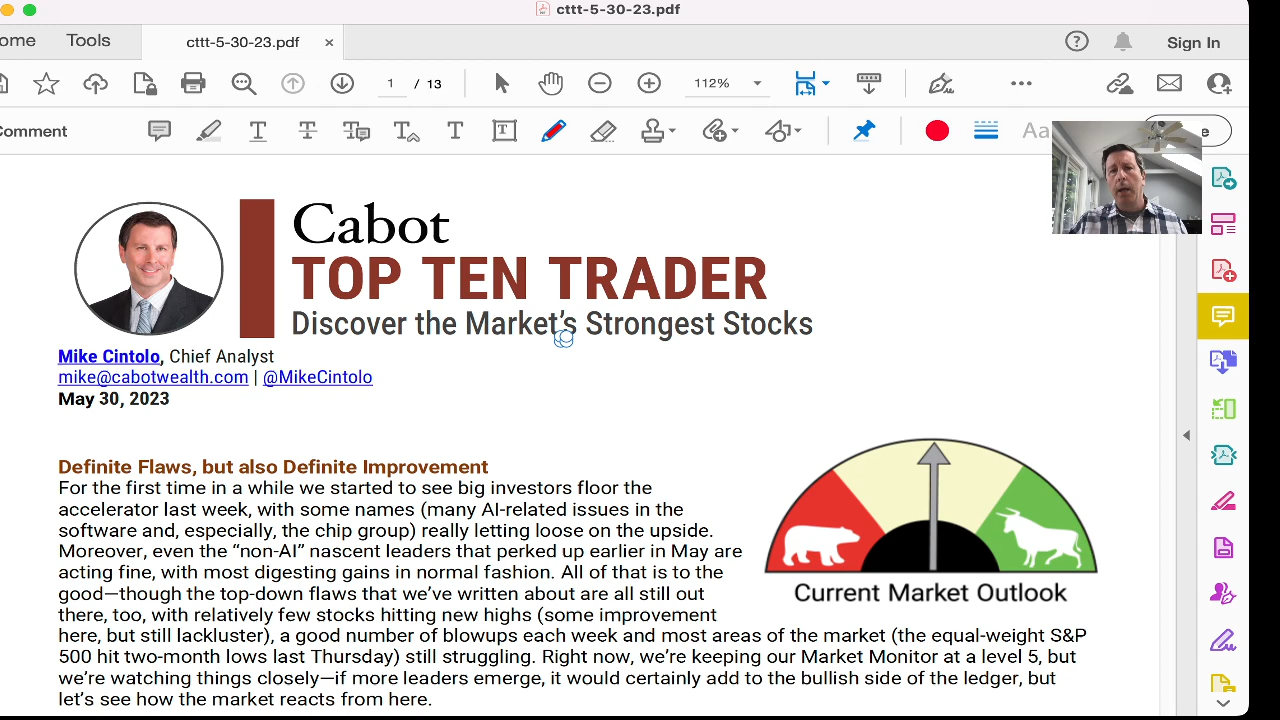 cttt-5-30-23.pdf
ome Tools cttt-5-30-23.pdf × Sign In
1 / 13 112%
Comment Aa e
Cabot
TOP TEN TRADER
Discover the Market's Strongest Stocks
Mike Cintolo, Chief Analyst
mike@cabotwealth.com | @MikeCintolo
May 30, 2023
Definite Flaws, but also Definite Improvement
For the first time in a while we started to see big investors floor the
accelerator last week, with some names (many AI-related issues in the
software and, especially, the chip group) really letting loose on the upside.
Moreover, even the “non-AI” nascent leaders that perked up earlier in May are
acting fine, with most digesting gains in normal fashion. All of that is to the
good—though the top-down flaws that we’ve written about are all still out
there, too, with relatively few stocks hitting new highs (some improvement
here, but still lackluster), a good number of blowups each week and most areas of the market (the equal-weight S&P
500 hit two-month lows last Thursday) still struggling. Right now, we’re keeping our Market Monitor at a level 5, but
we’re watching things closely—if more leaders emerge, it would certainly add to the bullish side of the ledger, but
let’s see how the market reacts from here.
Current Market Outlook